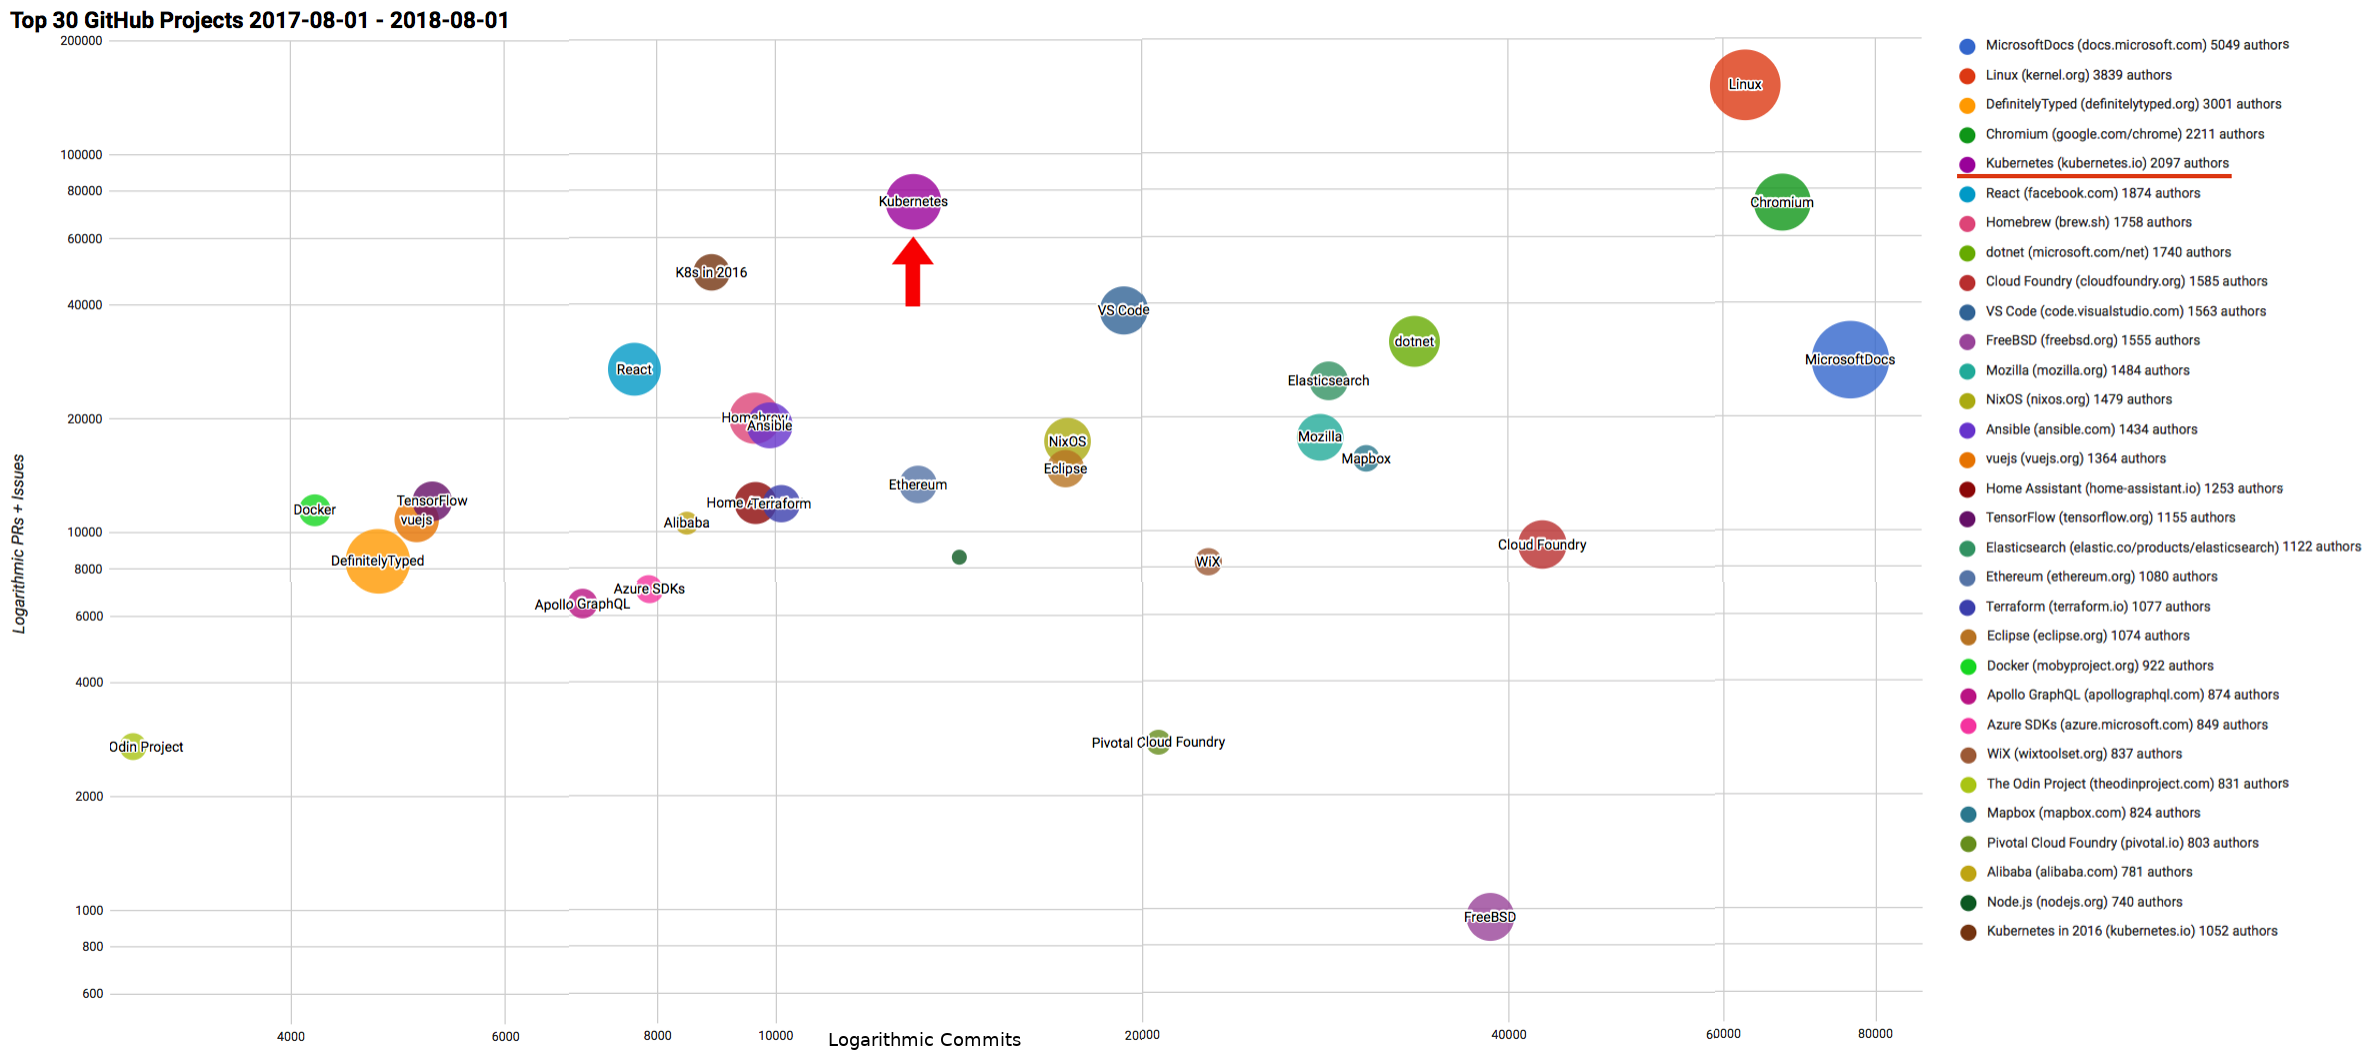 Top 30 GitHub Projects 2017-08-01 - 2018-08-01
200000
100000
80000
60000
40000
20000
10000
8000
6000
4000
2000
1000
800
600
Logarithmic PRs + Issues
Linux
Kubernetes
Chromium
K8s in 2016
VS Code
dotnet
MicrosoftDocs
React
Elasticsearch
Homebrew
Ansible
Mozilla
NixOS
Mapbox
Eclipse
Ethereum
TensorFlow
Home
Terraform
Docker
vuejs
Alibaba
Cloud Foundry
DefinitelyTyped
WiX
Azure SDKs
Apollo GraphQL
Odin Project
Pivotal Cloud Foundry
FreeBSD
4000
6000
8000
10000
20000
40000
60000
80000
Logarithmic Commits
MicrosoftDocs (docs.microsoft.com) 5049 authors
Linux (kernel.org) 3839 authors
DefinitelyTyped (definitelytyped.org) 3001 authors
Chromium (google.com/chrome) 2211 authors
Kubernetes (kubernetes.io) 2097 authors
React (facebook.com) 1874 authors
Homebrew (brew.sh) 1758 authors
dotnet (microsoft.com/net) 1740 authors
Cloud Foundry (cloudfoundry.org) 1585 authors
VS Code (code.visualstudio.com) 1563 authors
FreeBSD (freebsd.org) 1555 authors
Mozilla (mozilla.org) 1484 authors
NixOS (nixos.org) 1479 authors
Ansible (ansible.com) 1434 authors
vuejs (vuejs.org) 1364 authors
Home Assistant (home-assistant.io) 1253 authors
TensorFlow (tensorflow.org) 1155 authors
Elasticsearch (elastic.co/products/elasticsearch) 1122 authors
Ethereum (ethereum.org) 1080 authors
Terraform (terraform.io) 1077 authors
Eclipse (eclipse.org) 1074 authors
Docker (mobyproject.org) 922 authors
Apollo GraphQL (apollographql.com) 874 authors
Azure SDKs (azure.microsoft.com) 849 authors
WiX (wixtoolset.org) 837 authors
The Odin Project (theodinproject.com) 831 authors
Mapbox (mapbox.com) 824 authors
Pivotal Cloud Foundry (pivotal.io) 803 authors
Alibaba (alibaba.com) 781 authors
Node.js (nodejs.org) 740 authors
Kubernetes in 2016 (kubernetes.io) 1052 authors